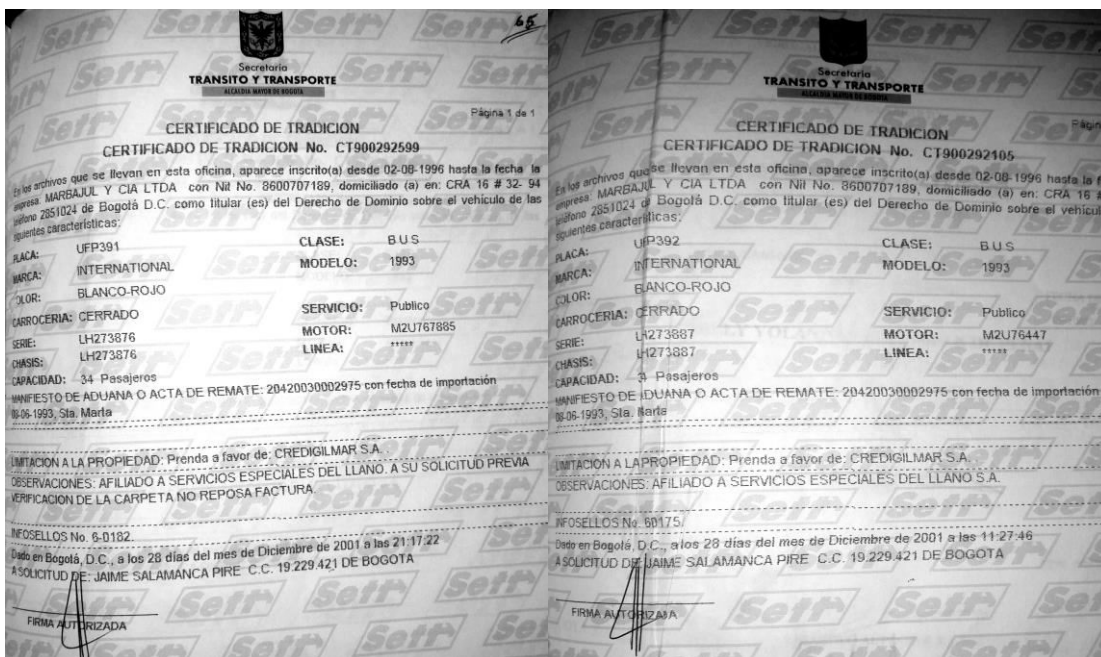 65
Secretaria
TRANSITO Y TRANSPORTE
ALCALDIA MAYOR DE BOGOTA
Página 1 de 1
CERTIFICADO DE TRADICION
CERTIFICADO DE TRADICION No. CT900292599
En los archivos que se llevan en esta oficina, aparece inscrito(a) desde 02-08-1996 hasta la fecha la
empresa MARBAJUL Y CIA LTDA con Nit No. 8600707189, domiciliado (a) en: CRA 16 # 32- 94
teléfono 2851024 de Bogotá D.C. como titular (es) del Derecho de Dominio sobre el vehiculo de las
siguientes características:
PLACA: UFP391 CLASE: BUS
MARCA: INTERNATIONAL MODELO: 1993
COLOR: BLANCO-ROJO
CARROCERIA: CERRADO SERVICIO: Publico
SERIE: LH273876 MOTOR: M2U767885
CHASIS: LH273876 LINEA: *****
CAPACIDAD: 34 Pasajeros
MANIFIESTO DE ADUANA O ACTA DE REMATE: 20420030002975 con fecha de importación
08-06-1993, Sta. Marta
LIMITACION A LA PROPIEDAD: Prenda a favor de: CREDIGILMAR S.A.
OBSERVACIONES: AFILIADO A SERVICIOS ESPECIALES DEL LLANO. A SU SOLICITUD PREVIA
VERIFICACION DE LA CARPETA NO REPOSA FACTURA.
INFOSELLOS No. 6-0182.
Dado en Bogotá, D.C., a los 28 días del mes de Diciembre de 2001 a las 21:17:22
A SOLICITUD DE: JAIME SALAMANCA PIRE C.C. 19.229.421 DE BOGOTA
FIRMA AUTORIZADA
Secretaria
TRANSITO Y TRANSPORTE
ALCALDIA MAYOR DE BOGOTA
Págin
CERTIFICADO DE TRADICION
CERTIFICADO DE TRADICION No. CT900292105
En los archivos que se llevan en esta oficina, aparece inscrito(a) desde 02-08-1996 hasta la f
empresa MARBAJUL Y CIA LTDA con Nit No. 8600707189, domiciliado (a) en: CRA 16 #
teléfono 2851024 de Bogotá D.C. como titular (es) del Derecho de Dominio sobre el vehicul
siguientes características:
PLACA: UFP392 CLASE: BUS
MARCA: INTERNATIONAL MODELO: 1993
COLOR: BLANCO-ROJO
CARROCERIA: CERRADO SERVICIO: Publico
SERIE: LH273887 MOTOR: M2U76447
CHASIS: LH273887 LINEA: *****
CAPACIDAD: 34 Pasajeros
MANIFIESTO DE ADUANA O ACTA DE REMATE: 20420030002975 con fecha de importación
08-06-1993, Sta. Marta
LIMITACION A LA PROPIEDAD: Prenda a favor de: CREDIGILMAR S.A.
OBSERVACIONES: AFILIADO A SERVICIOS ESPECIALES DEL LLANO S.A.
INFOSELLOS No. 60175
Dado en Bogotá, D.C., a los 28 días del mes de Diciembre de 2001 a las 11:27:46
A SOLICITUD DE: JAIME SALAMANCA PIRE C.C. 19.229.421 DE BOGOTA
FIRMA AUTORIZADA